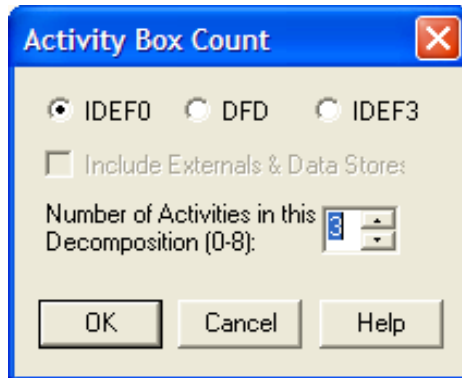 Activity Box Count
IDEF0 DFD IDEF3
Include Externals & Data Stores
Number of Activities in this
Decomposition (0-8):
3
OK Cancel Help